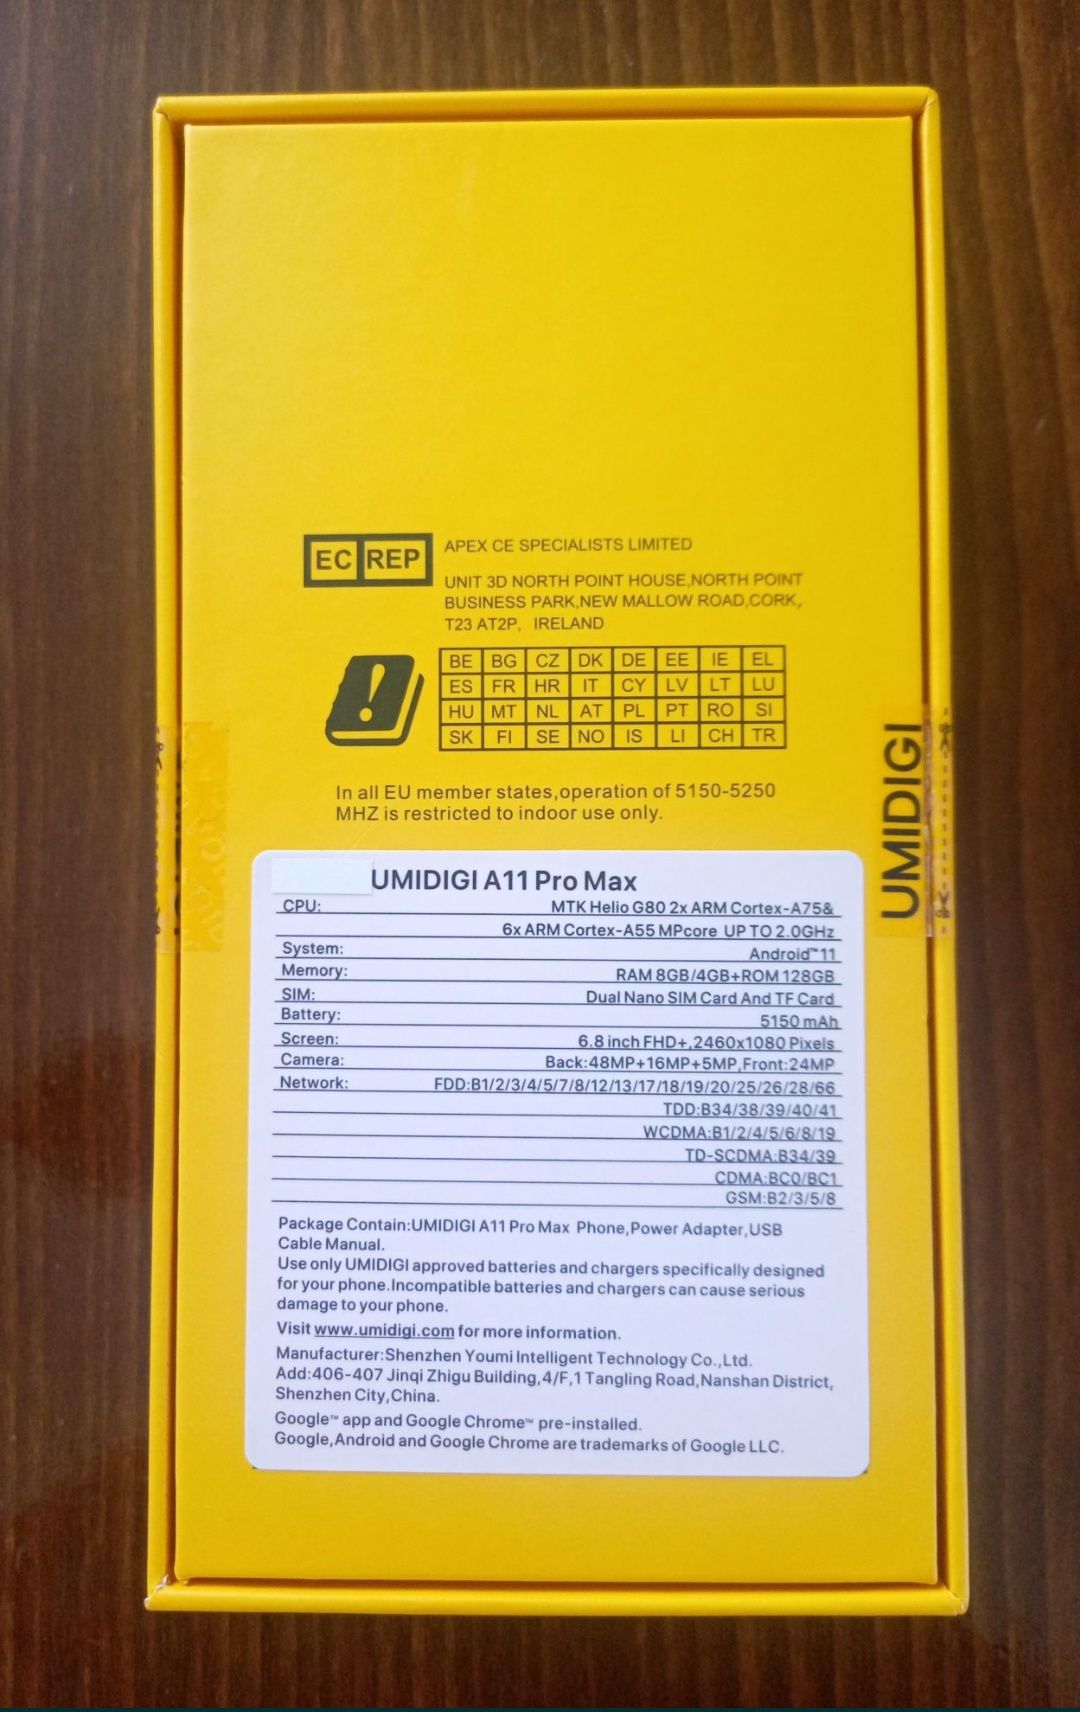 EC REP
APEX CE SPECIALISTS LIMITED
UNIT 3D NORTH POINT HOUSE,NORTH POINT
BUSINESS PARK,NEW MALLOW ROAD,CORK,
T23 AT2P, IRELAND
BE BG CZ DK DE EE IE EL
ES FR HR IT CY LV LT LU
HU MT NL AT PL PT RO SI
SK FI SE NO IS LI CH TR
In all EU member states,operation of 5150-5250
MHZ is restricted to indoor use only.
UMIDIGI
UMIDIGI A11 Pro Max
CPU: MTK Helio G80 2x ARM Cortex-A75&
6x ARM Cortex-A55 MPcore UP TO 2.0GHz
System: Android™ 11
Memory: RAM 8GB/4GB+ROM 128GB
SIM: Dual Nano SIM Card And TF Card
Battery: 5150 mAh
Screen: 6.8 inch FHD+,2460x1080 Pixels
Camera: Back:48MP+16MP+5MP,Front:24MP
Network: FDD:B1/2/3/4/5/7/8/12/13/17/18/19/20/25/26/28/66
TDD:B34/38/39/40/41
WCDMA:B1/2/4/5/6/8/19
TD-SCDMA:B34/39
CDMA:BC0/BC1
GSM:B2/3/5/8
Package Contain:UMIDIGI A11 Pro Max Phone,Power Adapter,USB
Cable Manual.
Use only UMIDIGI approved batteries and chargers specifically designed
for your phone.Incompatible batteries and chargers can cause serious
damage to your phone.
Visit www.umidigi.com for more information.
Manufacturer:Shenzhen Youmi Intelligent Technology Co.,Ltd.
Add:406-407 Jinqi Zhigu Building,4/F,1 Tangling Road,Nanshan District,
Shenzhen City,China.
Google™ app and Google Chrome™ pre-installed.
Google,Android and Google Chrome are trademarks of Google LLC.